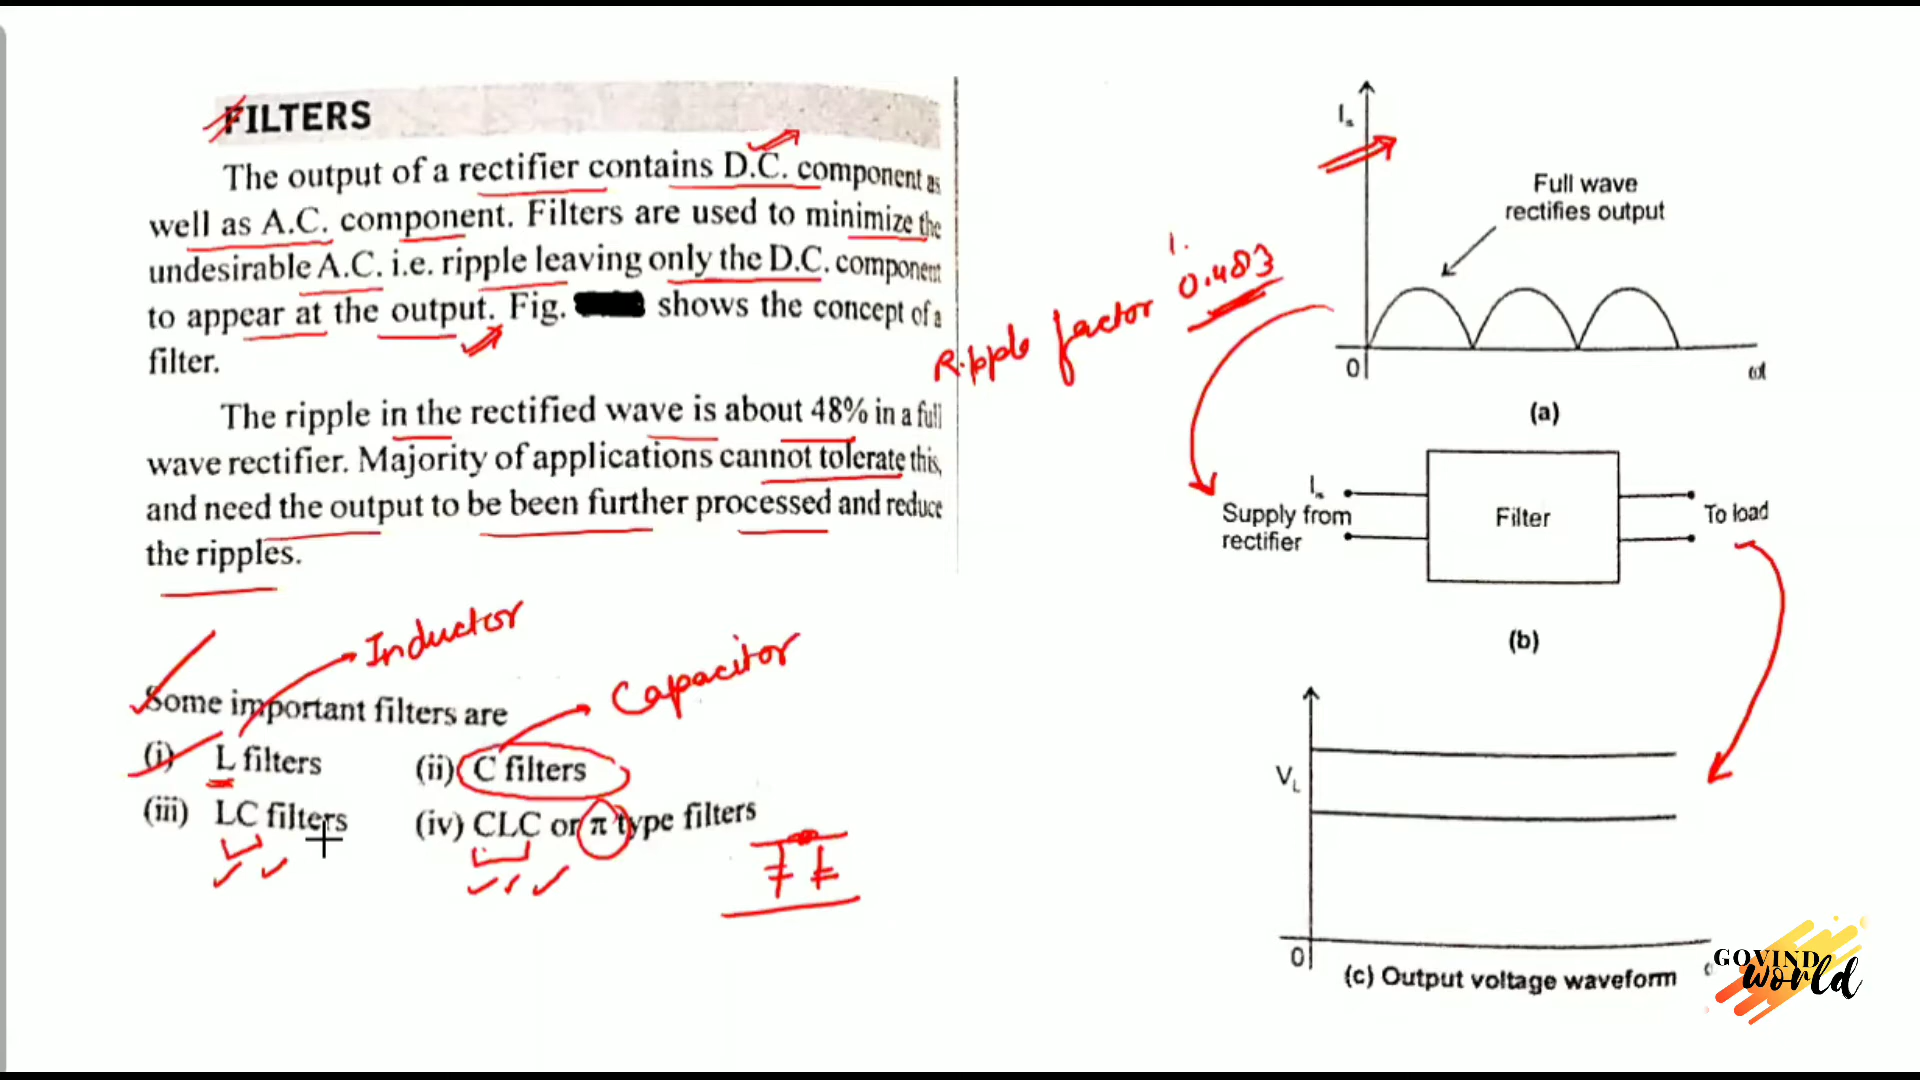 FILTERS
The output of a rectifier contains D.C. component as
well as A.C. component. Filters are used to minimize the
undesirable A.C. i.e. ripple leaving only the D.C. component
to appear at the output. Fig. shows the concept of a
filter.
The ripple in the rectified wave is about 48% in a full
wave rectifier. Majority of applications cannot tolerate this,
and need the output to be been further processed and reduce
the ripples.
Inductor
Capacitor
Some important filters are
(i) L filters
(ii) C filters
(iii) LC filters
(iv) CLC or π type filters
Ripple factor 0.483
Full wave
rectifies output
0
ωt
(a)
Supply from
rectifier
Filter
To load
(b)
VL
0
(c) Output voltage waveform
GOVIND
world